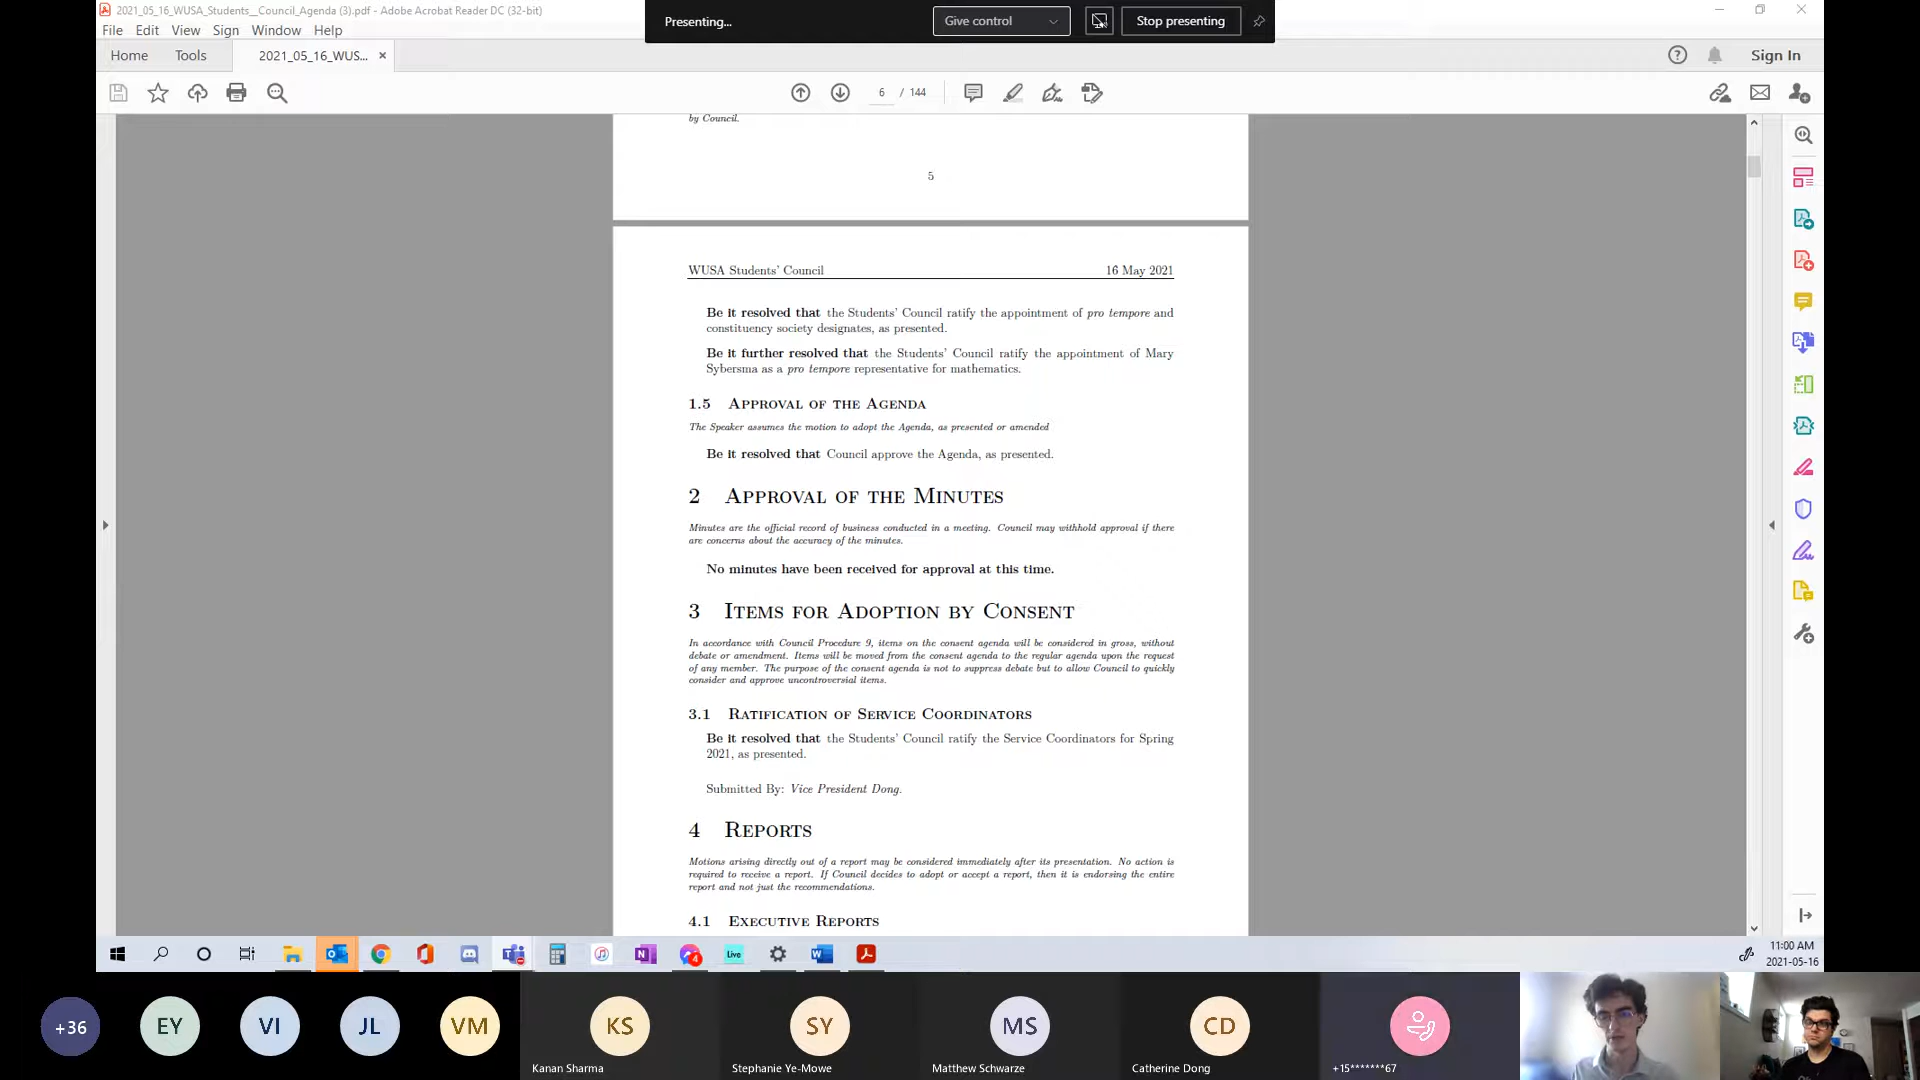 2021_05_16_WUSA_Students__Council_Agenda (3).pdf - Adobe Acrobat Reader DC (32-bit)
Presenting...
Give control
Stop presenting
File Edit View Sign Window Help
Home Tools 2021_05_16_WUS... ×
Sign In
6 / 144
by Council.
5
WUSA Students' Council 16 May 2021
Be it resolved that the Students' Council ratify the appointment of pro tempore and
constituency society designates, as presented.
Be it further resolved that the Students' Council ratify the appointment of Mary
Sybersma as a pro tempore representative for mathematics.
1.5 Approval of the Agenda
The Speaker assumes the motion to adopt the Agenda, as presented or amended
Be it resolved that Council approve the Agenda, as presented.
2 Approval of the Minutes
Minutes are the official record of business conducted in a meeting. Council may withhold approval if there
are concerns about the accuracy of the minutes.
No minutes have been received for approval at this time.
3 Items for Adoption by Consent
In accordance with Council Procedure 9, items on the consent agenda will be considered in gross, without
debate or amendment. Items will be moved from the consent agenda to the regular agenda upon the request
of any member. The purpose of the consent agenda is not to suppress debate but to allow Council to quickly
consider and approve uncontroversial items.
3.1 Ratification of Service Coordinators
Be it resolved that the Students' Council ratify the Service Coordinators for Spring
2021, as presented.
Submitted By: Vice President Dong.
4 Reports
Motions arising directly out of a report may be considered immediately after its presentation. No action is
required to receive a report. If Council decides to adopt or accept a report, then it is endorsing the entire
report and not just the recommendations.
4.1 Executive Reports
Live
4
11:00 AM
2021-05-16
+36 EY VI JL VM KS SY MS CD
Kanan Sharma Stephanie Ye-Mowe Matthew Schwarze Catherine Dong +15*******67